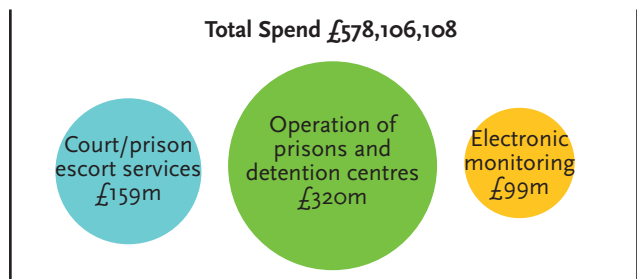 Total Spend £578,106,108
Court/prison
escort services
£159m
Operation of
prisons and
detention centres
£320m
Electronic
monitoring
£99m